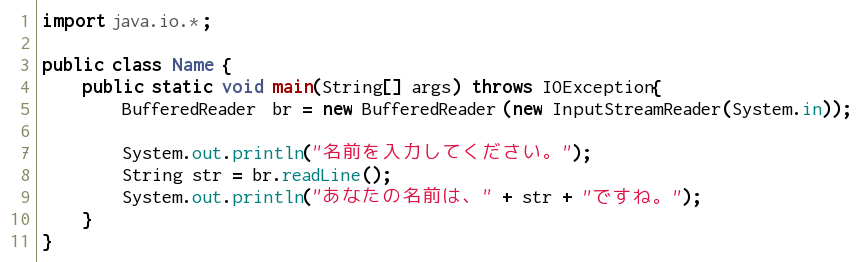 1 import java.io.*;
2
3 public class Name {
4     public static void main(String[] args) throws IOException{
5         BufferedReader br = new BufferedReader(new InputStreamReader(System.in));
6
7         System.out.println("名前を入力してください。");
8         String str = br.readLine();
9         System.out.println("あなたの名前は、" + str + "ですね。");
10     }
11 }